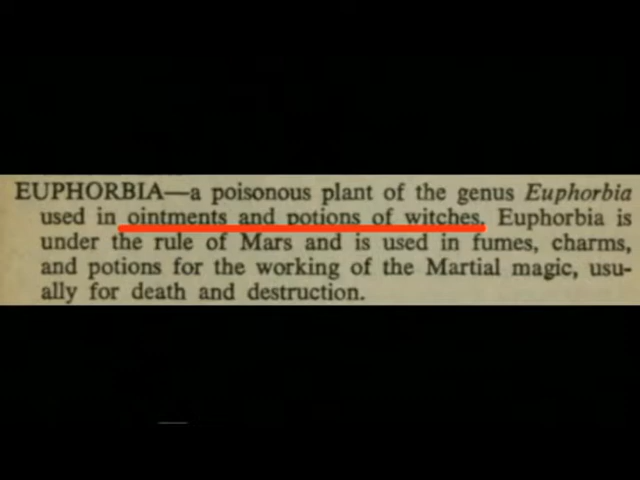 EUPHORBIA—a poisonous plant of the genus Euphorbia
used in ointments and potions of witches. Euphorbia is
under the rule of Mars and is used in fumes, charms,
and potions for the working of the Martial magic, usu-
ally for death and destruction.